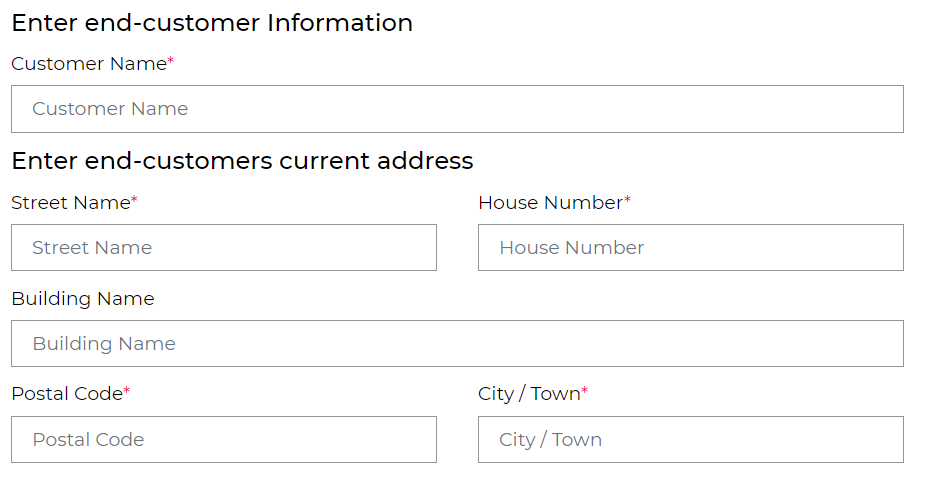 Enter end-customer Information
Customer Name*
Customer Name
Enter end-customers current address
Street Name* House Number*
Street Name House Number
Building Name
Building Name
Postal Code* City / Town*
Postal Code City / Town